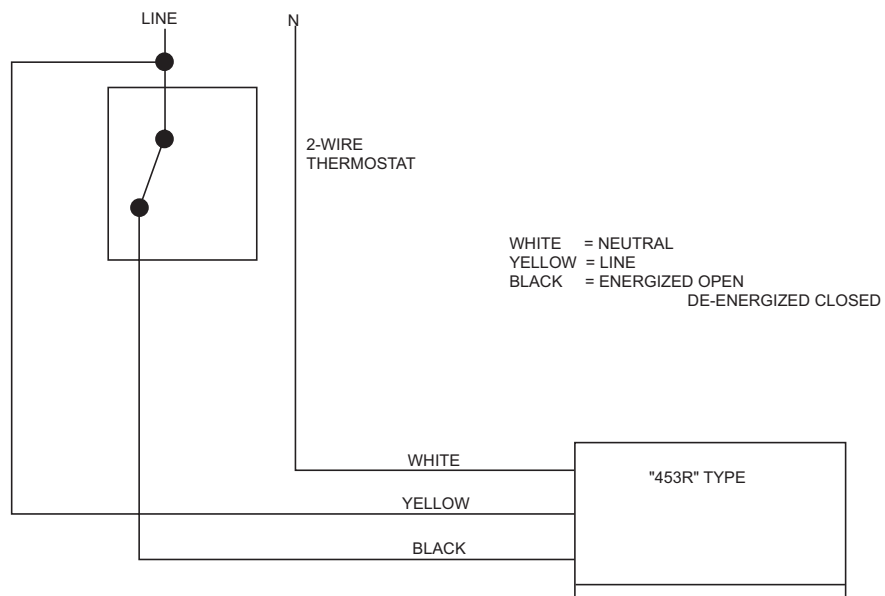 LINE
N
2-WIRE
THERMOSTAT
WHITE = NEUTRAL
YELLOW = LINE
BLACK = ENERGIZED OPEN
DE-ENERGIZED CLOSED
WHITE
"453R" TYPE
YELLOW
BLACK